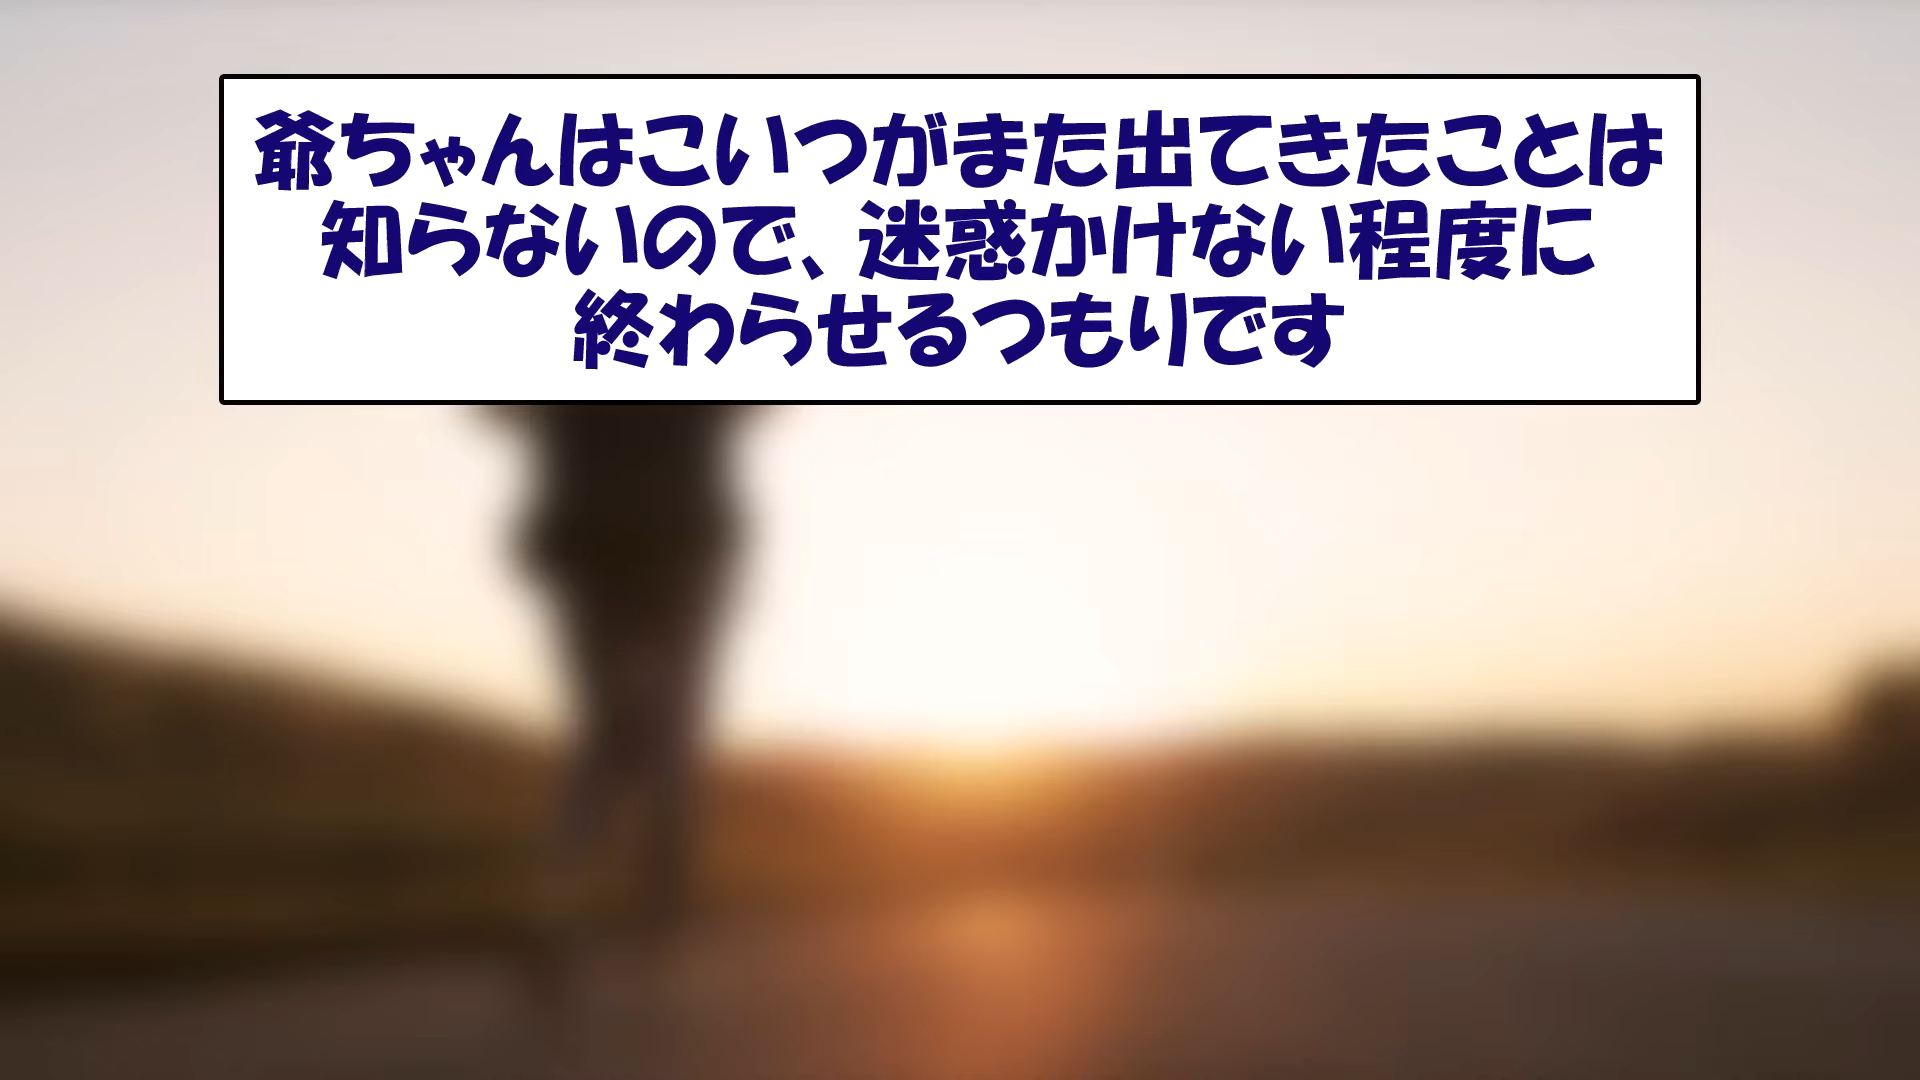 爺ちゃんはこいつがまた出てきたことは
知らないので、迷惑かけない程度に
終わらせるつもりです